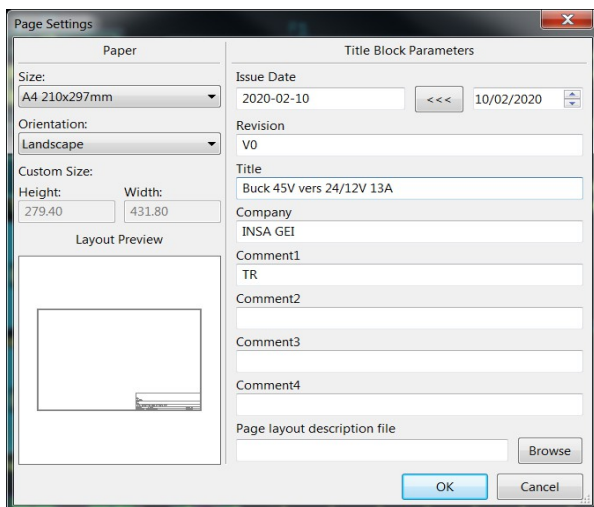 Page Settings
Paper
Size:
A4 210x297mm
Orientation:
Landscape
Custom Size:
Height: Width:
279.40 431.80
Layout Preview
Title Block Parameters
Issue Date
2020-02-10 <<< 10/02/2020
Revision
V0
Title
Buck 45V vers 24/12V 13A
Company
INSA GEI
Comment1
TR
Comment2
Comment3
Comment4
Page layout description file
Browse
OK Cancel